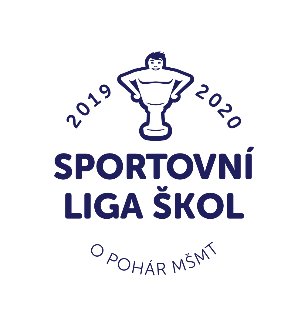 2019 2020
SPORTOVNÍ
LIGA ŠKOL
O POHÁR MŠMT